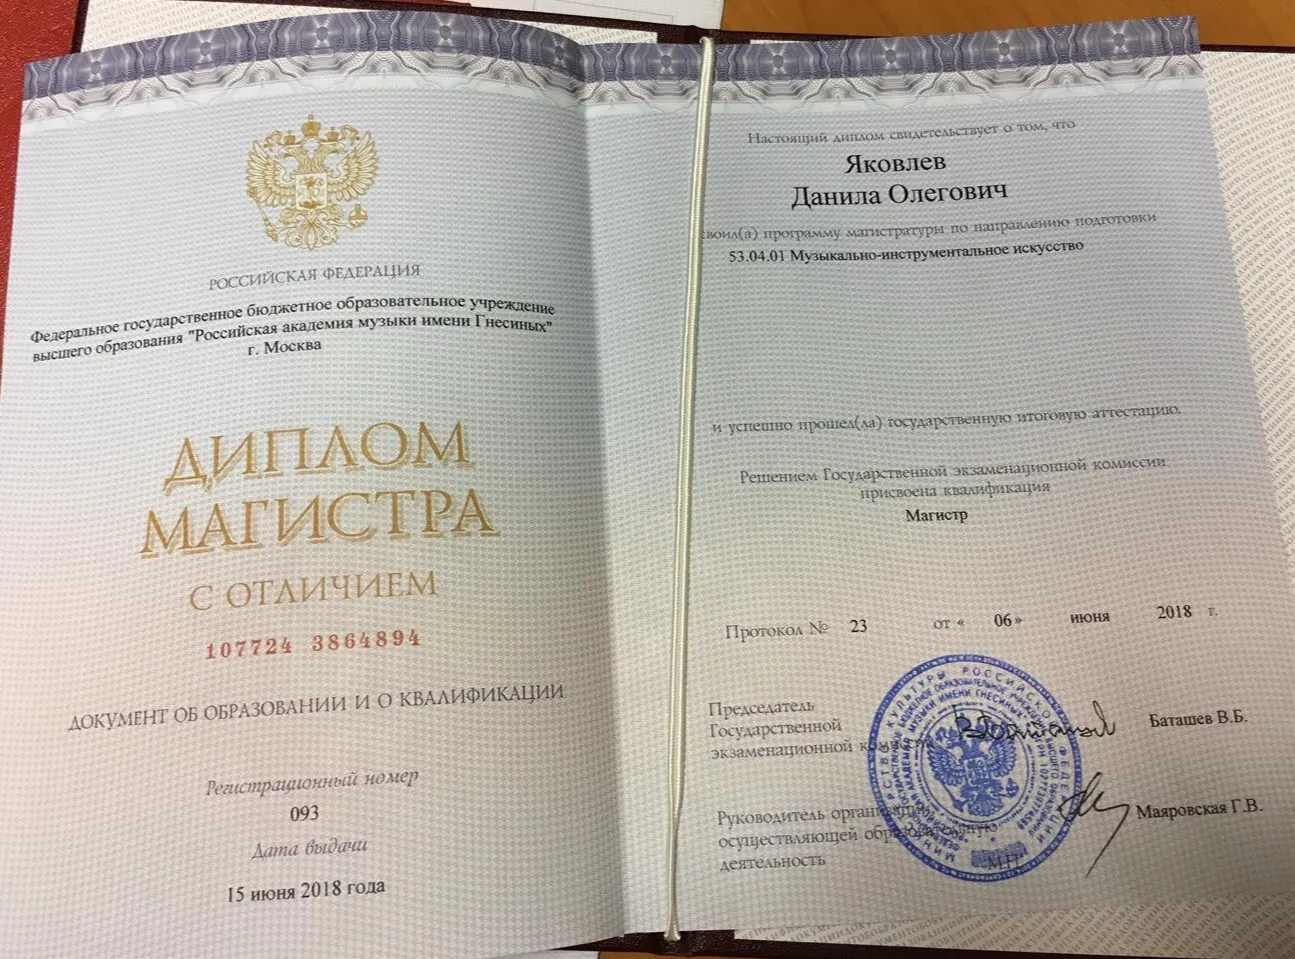 РОССИЙСКАЯ ФЕДЕРАЦИЯ
Федеральное государственное бюджетное образовательное учреждение
высшего образования "Российская академия музыки имени Гнесиных"
г. Москва
ДИПЛОМ
МАГИСТРА
С ОТЛИЧИЕМ
107724 3864894
ДОКУМЕНТ ОБ ОБРАЗОВАНИИ И О КВАЛИФИКАЦИИ
Регистрационный номер
093
Дата выдачи
15 июня 2018 года
Настоящий диплом свидетельствует о том, что
Яковлев
Данила Олегович
своил(а) программу магистратуры по направлению подготовки
53.04.01 Музыкально-инструментальное искусство
и успешно прошел(ла) государственную итоговую аттестацию.
Решением Государственной экзаменационной комиссии
присвоена квалификация
Магистр
Протокол № 23 от « 06 » июня 2018 г.
Председатель
Государственной
экзаменационной комиссии
Баташев В.Б.
Руководитель организации,
осуществляющей образовательную
деятельность
Маяровская Г.В.
М.П.